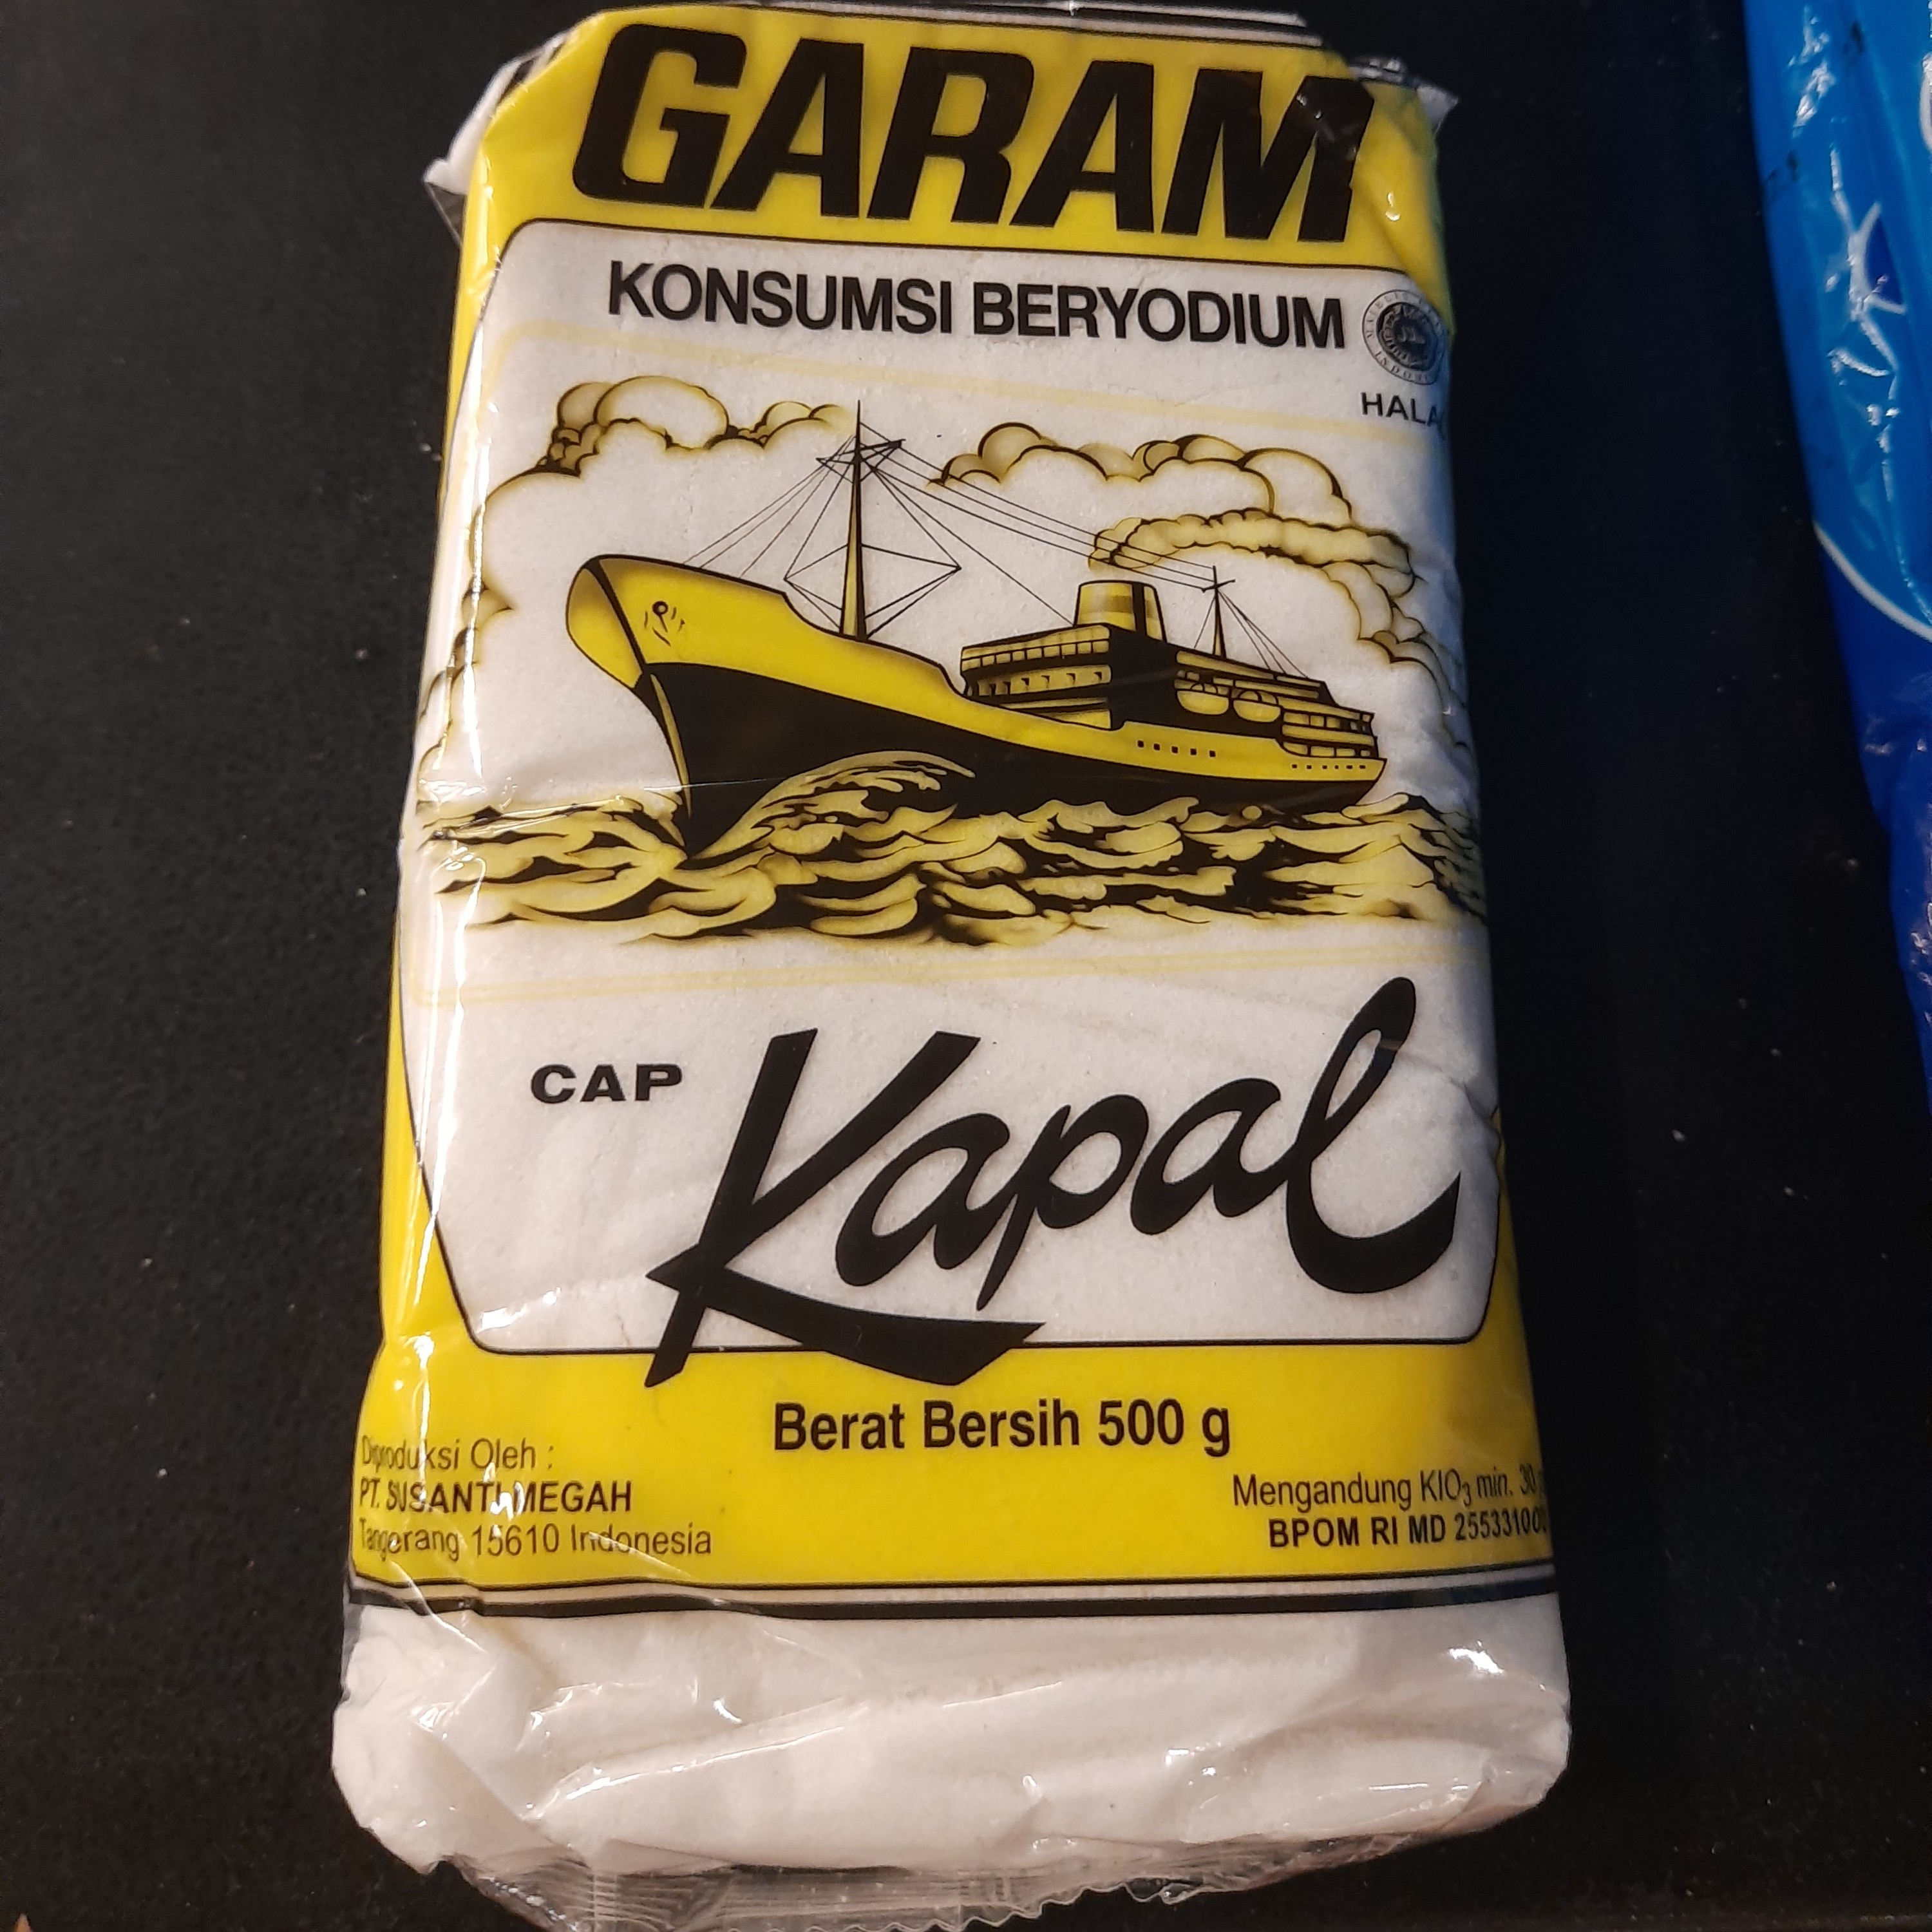 GARAM
KONSUMSI BERYODIUM
CAP Kapal
Berat Bersih 500 g
Diproduksi Oleh :
PT. SUSANTI MEGAH
Tangerang 15610 Indonesia
Mengandung KIO₃ min. 30
BPOM RI MD